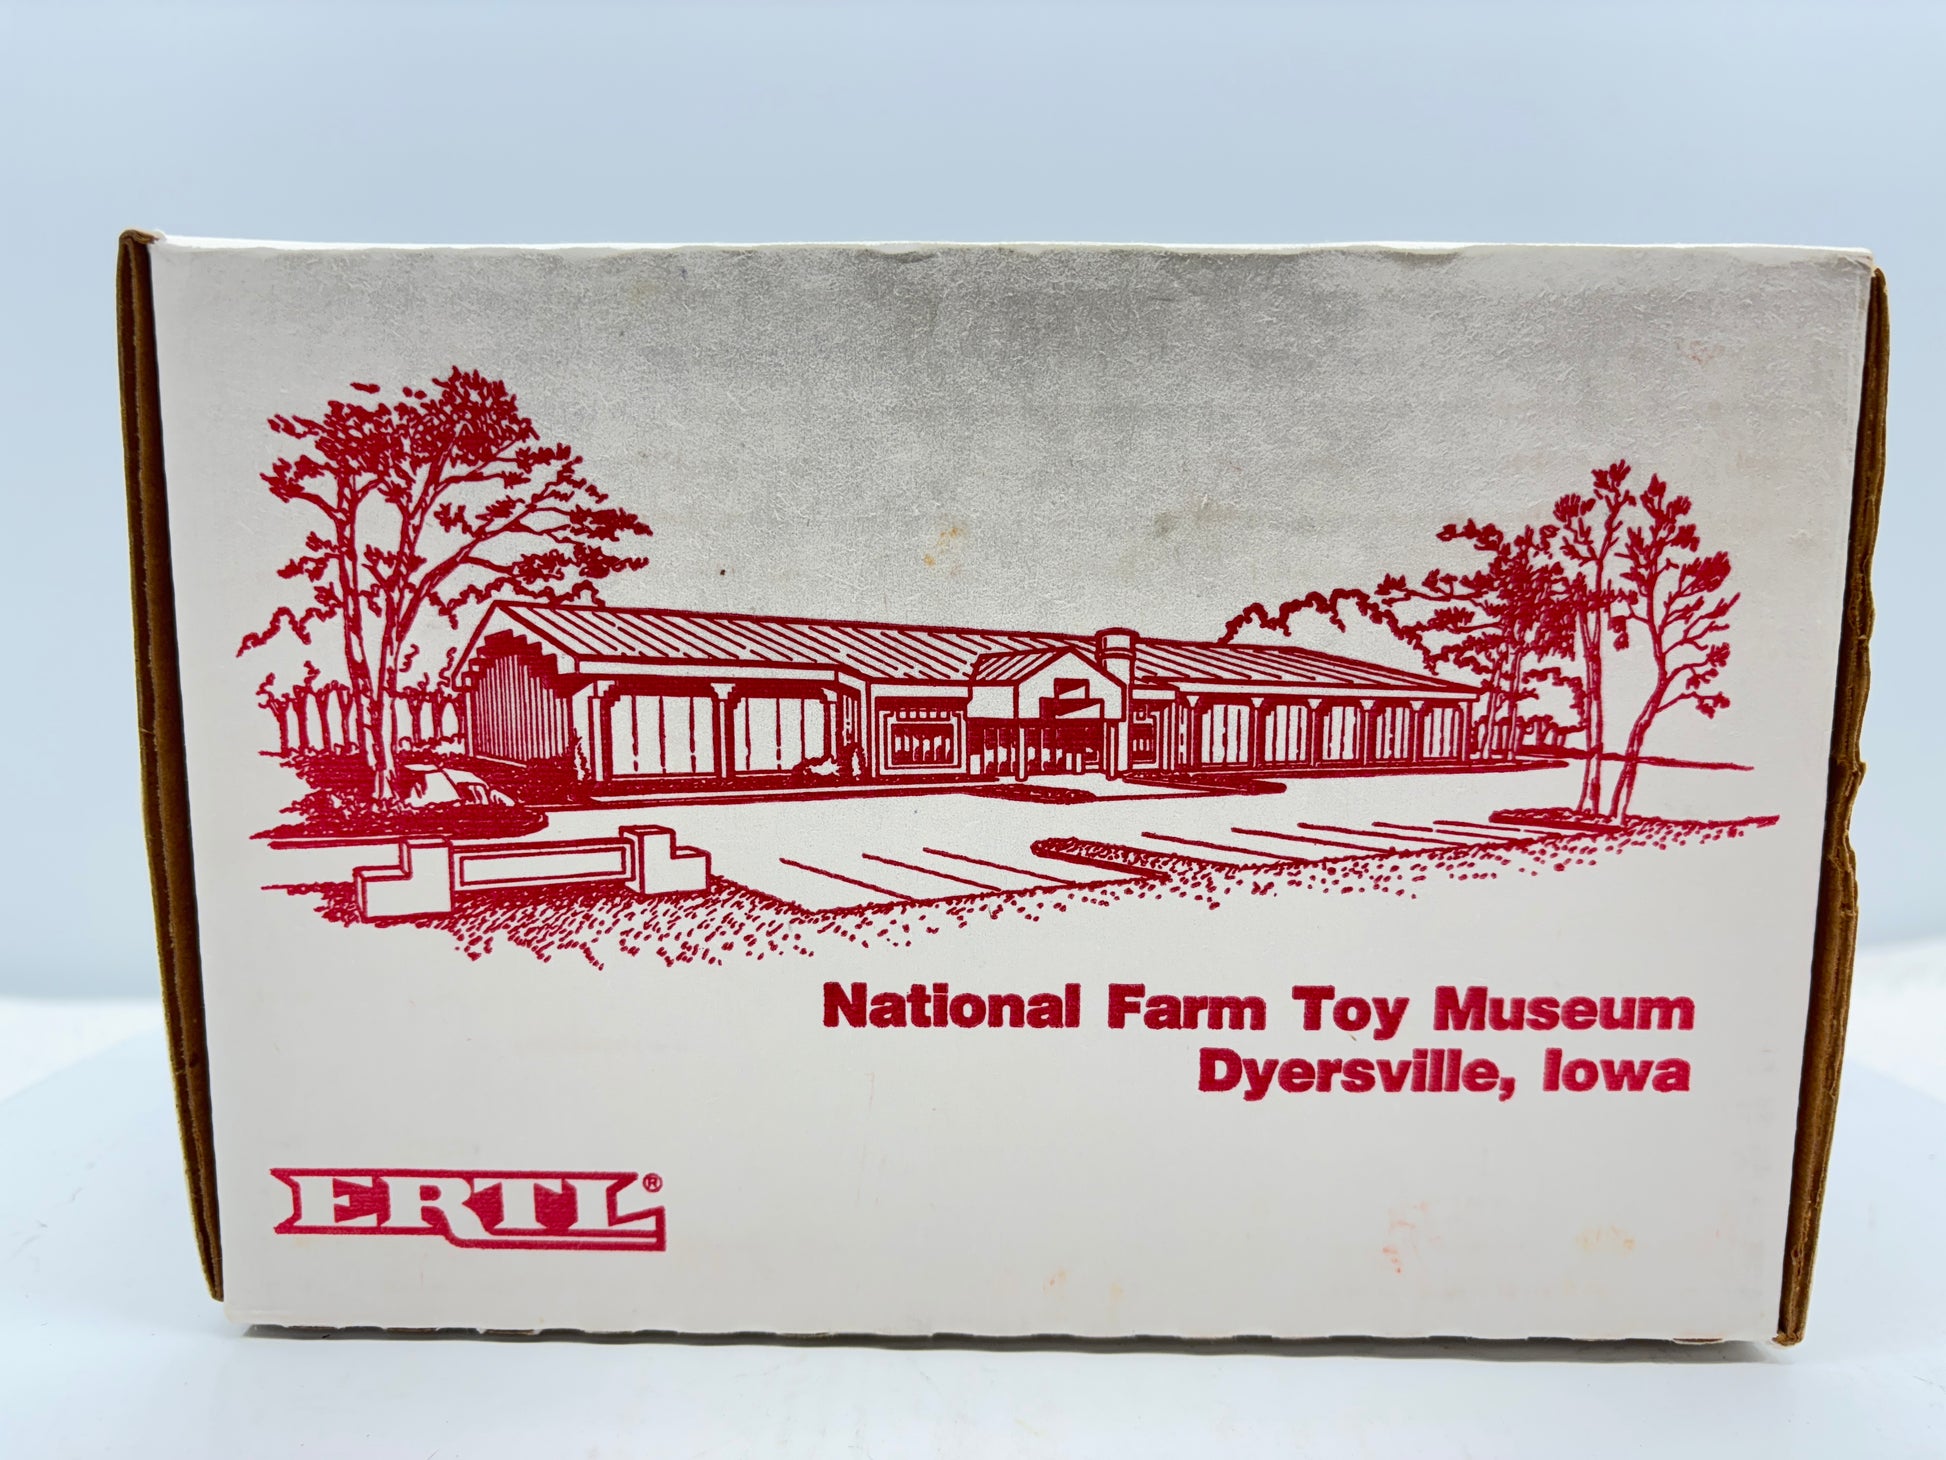 National Farm Toy Museum
Dyersville, Iowa
ERTL®